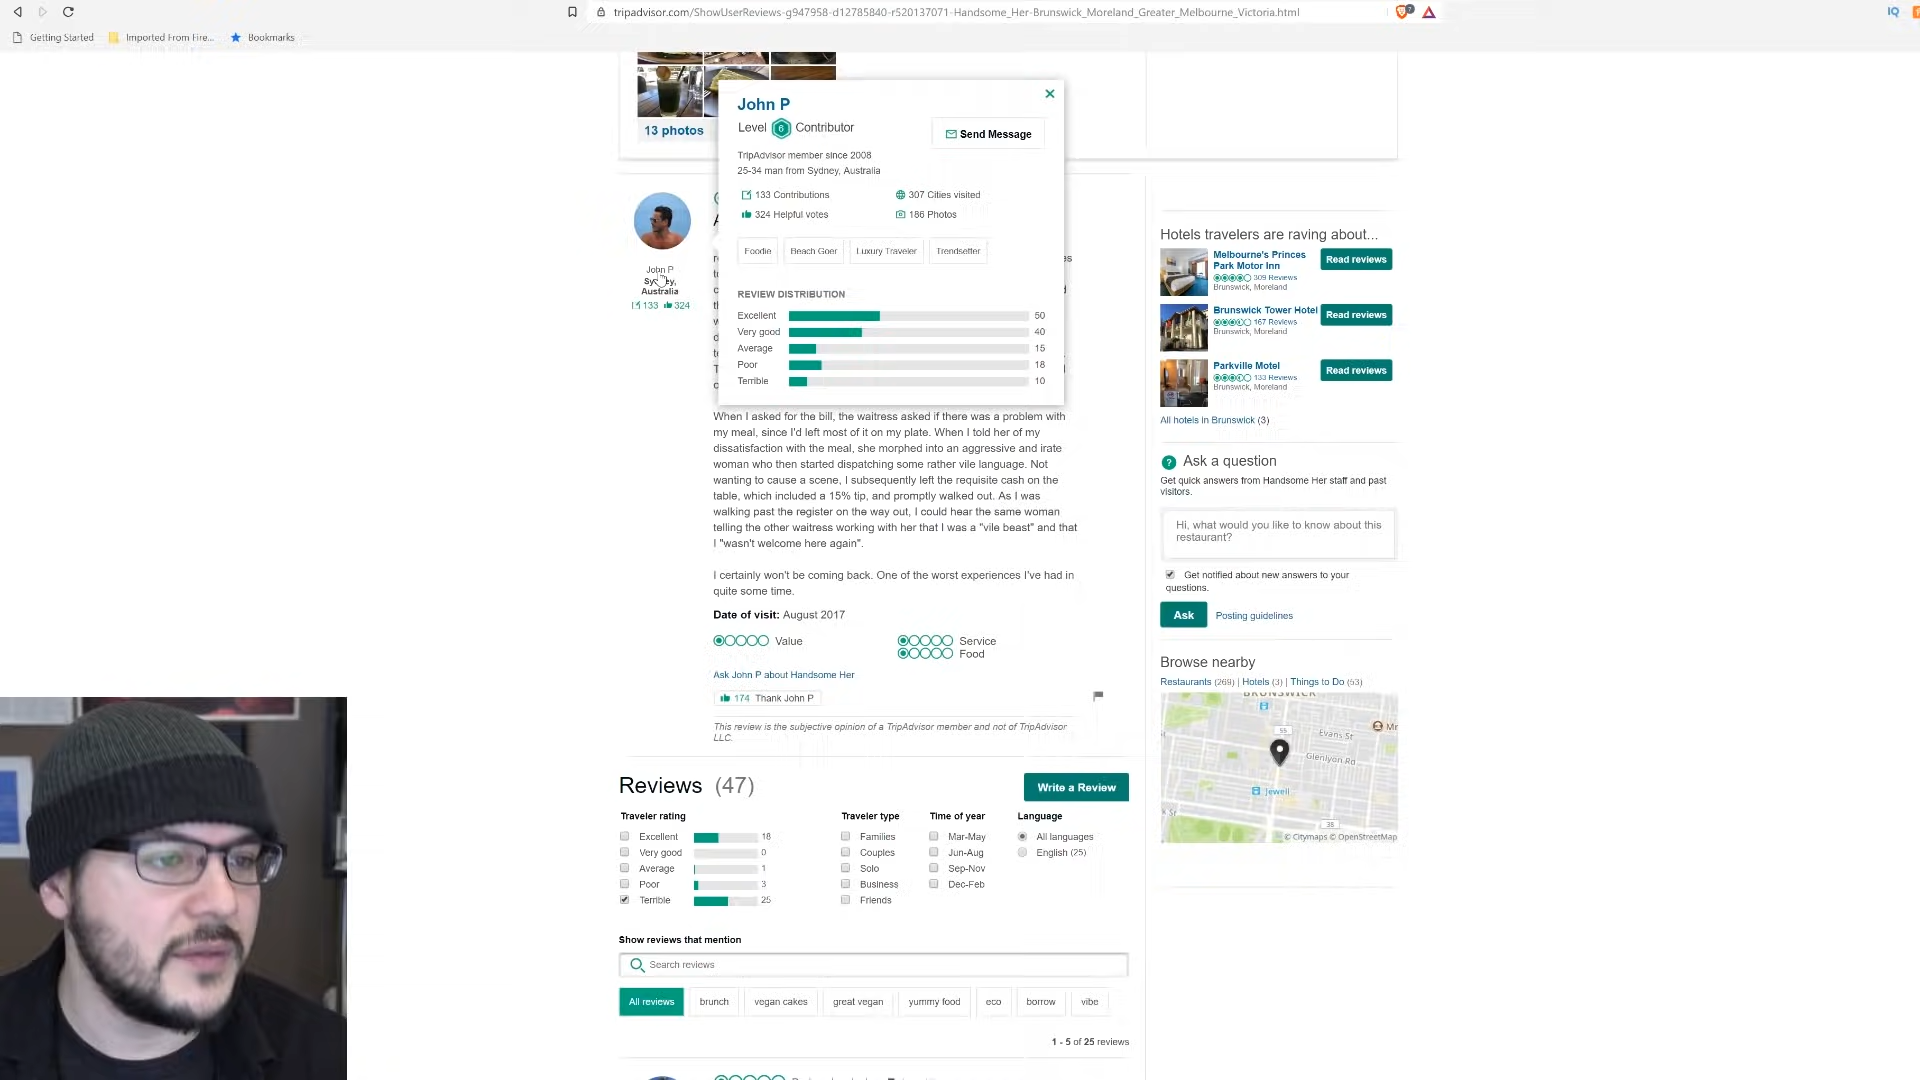 tripadvisor.com/ShowUserReviews-g947958-d12785840-r520137071-Handsome_Her-Brunswick_Moreland_Greater_Melbourne_Victoria.html
7
IQ
Getting Started
Imported From Fire...
Bookmarks
13 photos
John P
Level 6 Contributor
Send Message
TripAdvisor member since 2008
25-34 man from Sydney, Australia
133 Contributions
307 Cities visited
324 Helpful votes
186 Photos
Foodie
Beach Goer
Luxury Traveler
Trendsetter
REVIEW DISTRIBUTION
Excellent 50
Very good 40
Average 15
Poor 18
Terrible 10
John P
Sydney,
Australia
133 324
When I asked for the bill, the waitress asked if there was a problem with
my meal, since I'd left most of it on my plate. When I told her of my
dissatisfaction with the meal, she morphed into an aggressive and irate
woman who then started dispatching some rather vile language. Not
wanting to cause a scene, I subsequently left the requisite cash on the
table, which included a 15% tip, and promptly walked out. As I was
walking past the register on the way out, I could hear the same woman
telling the other waitress working with her that I was a "vile beast" and that
I "wasn't welcome here again".
I certainly won't be coming back. One of the worst experiences I've had in
quite some time.
Date of visit: August 2017
Value
Service
Food
Ask John P about Handsome Her
174 Thank John P
This review is the subjective opinion of a TripAdvisor member and not of TripAdvisor
LLC.
Reviews (47)
Write a Review
Traveler rating
Excellent 18
Very good 0
Average 1
Poor 3
Terrible 25
Traveler type
Families
Couples
Solo
Business
Friends
Time of year
Mar-May
Jun-Aug
Sep-Nov
Dec-Feb
Language
All languages
English (25)
Show reviews that mention
Search reviews
All reviews
brunch
vegan cakes
great vegan
yummy food
eco
borrow
vibe
1 - 5 of 25 reviews
Hotels travelers are raving about...
Melbourne's Princes
Park Motor Inn
309 Reviews
Brunswick, Moreland
Read reviews
Brunswick Tower Hotel
167 Reviews
Brunswick, Moreland
Read reviews
Parkville Motel
133 Reviews
Brunswick, Moreland
Read reviews
All hotels in Brunswick (3)
? Ask a question
Get quick answers from Handsome Her staff and past
visitors.
Hi, what would you like to know about this
restaurant?
Get notified about new answers to your
questions.
Ask
Posting guidelines
Browse nearby
Restaurants (269) | Hotels (3) | Things to Do (53)
BRUNSWICK
55
Evans St
Glenlyon Rd
Jewell
38
© Citymaps © OpenStreetMap